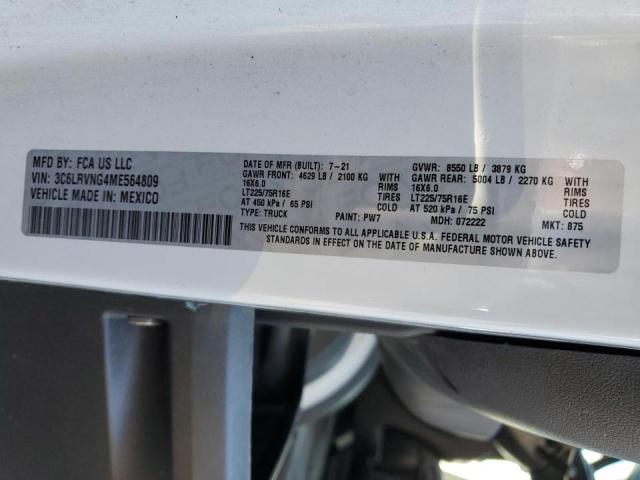 MFD BY: FCA US LLC
VIN: 3C6LRVNG4ME564809
VEHICLE MADE IN: MEXICO
DATE OF MFR (BUILT): 7-21 GVWR: 8550 LB / 3879 KG
GAWR FRONT: 4629 LB / 2100 KG WITH GAWR REAR: 5004 LB / 2270 KG WITH
16X6.0 RIMS 16X6.0 RIMS
LT225/75R16E TIRES LT225/75R16E TIRES
AT 450 kPa / 65 PSI COLD AT 520 kPa / 75 PSI COLD
TYPE: TRUCK PAINT: PW7 MDH: 072222 MKT: 875
THIS VEHICLE CONFORMS TO ALL APPLICABLE U.S.A. FEDERAL MOTOR VEHICLE SAFETY
STANDARDS IN EFFECT ON THE DATE OF MANUFACTURE SHOWN ABOVE.